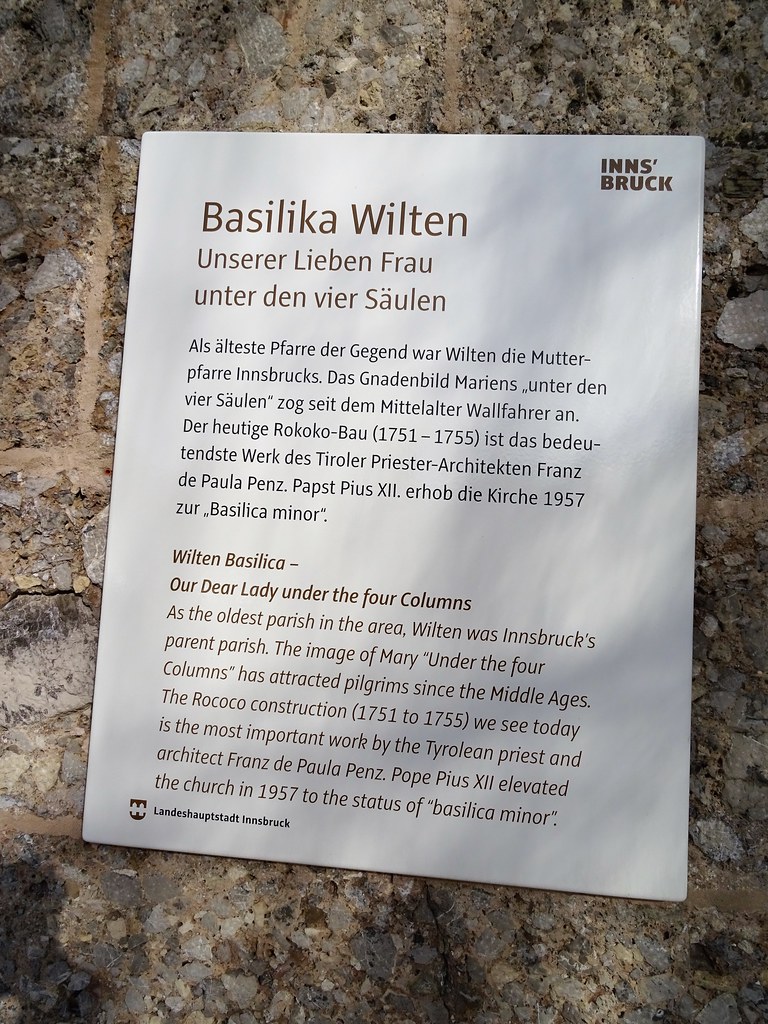 INNS'
BRUCK
Basilika Wilten
Unserer Lieben Frau
unter den vier Säulen
Als älteste Pfarre der Gegend war Wilten die Mutter-
pfarre Innsbrucks. Das Gnadenbild Mariens „unter den
vier Säulen“ zog seit dem Mittelalter Wallfahrer an.
Der heutige Rokoko-Bau (1751 – 1755) ist das bedeu-
tendste Werk des Tiroler Priester-Architekten Franz
de Paula Penz. Papst Pius XII. erhob die Kirche 1957
zur „Basilica minor“.
Wilten Basilica –
Our Dear Lady under the four Columns
As the oldest parish in the area, Wilten was Innsbruck's
parent parish. The image of Mary “Under the four
Columns” has attracted pilgrims since the Middle Ages.
The Rococo construction (1751 to 1755) we see today
is the most important work by the Tyrolean priest and
architect Franz de Paula Penz. Pope Pius XII elevated
the church in 1957 to the status of “basilica minor”.
Landeshauptstadt Innsbruck